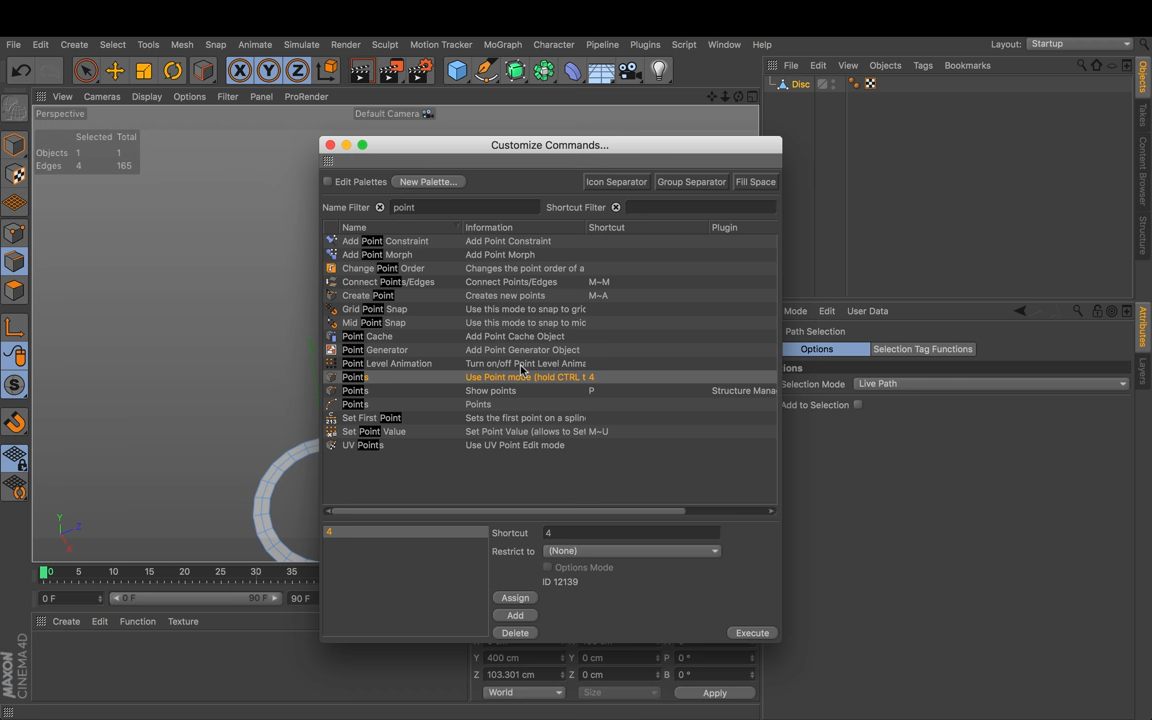 File Edit Create Select Tools Mesh Snap Animate Simulate Render Sculpt Motion Tracker MoGraph Character Pipeline Plugins Script Window Help Layout: Startup
X Y Z
File Edit View Objects Tags Bookmarks
View Cameras Display Options Filter Panel ProRender
Disc
Perspective Default Camera
Selected Total
Objects 1 1
Edges 4 165
Objects
Takes
Content Browser
Structure
Customize Commands...
Edit Palettes New Palette... Icon Separator Group Separator Fill Space
Name Filter point Shortcut Filter
Name Information Shortcut Plugin
Add Point Constraint Add Point Constraint
Add Point Morph Add Point Morph
Change Point Order Changes the point order of a
Connect Points/Edges Connect Points/Edges M~M
Create Point Creates new points M~A
Grid Point Snap Use this mode to snap to grid
Mid Point Snap Use this mode to snap to mic
Point Cache Add Point Cache Object
Point Generator Add Point Generator Object
Point Level Animation Turn on/off Point Level Anima
Points Use Point mode (hold CTRL t 4
Points Show points P Structure Mana
Points Points
Set First Point Sets the first point on a spline
Set Point Value Set Point Value (allows to Set M~U
UV Points Use UV Point Edit mode
4
Shortcut 4
Restrict to (None)
Options Mode
ID 12139
Assign
Add
Delete Execute
Mode Edit User Data
Path Selection
Options Selection Tag Functions
ions
Selection Mode Live Path
Add to Selection
Attributes
Layers
Y
Z
X
0 5 10 15 20 25 30 35
0 F 0 F 90 F 90 F
Create Edit Function Texture
Y 400 cm Y 0 cm P 0 °
Z 103.301 cm Z 0 cm B 0 °
World Size Apply
MAXON
CINEMA 4D